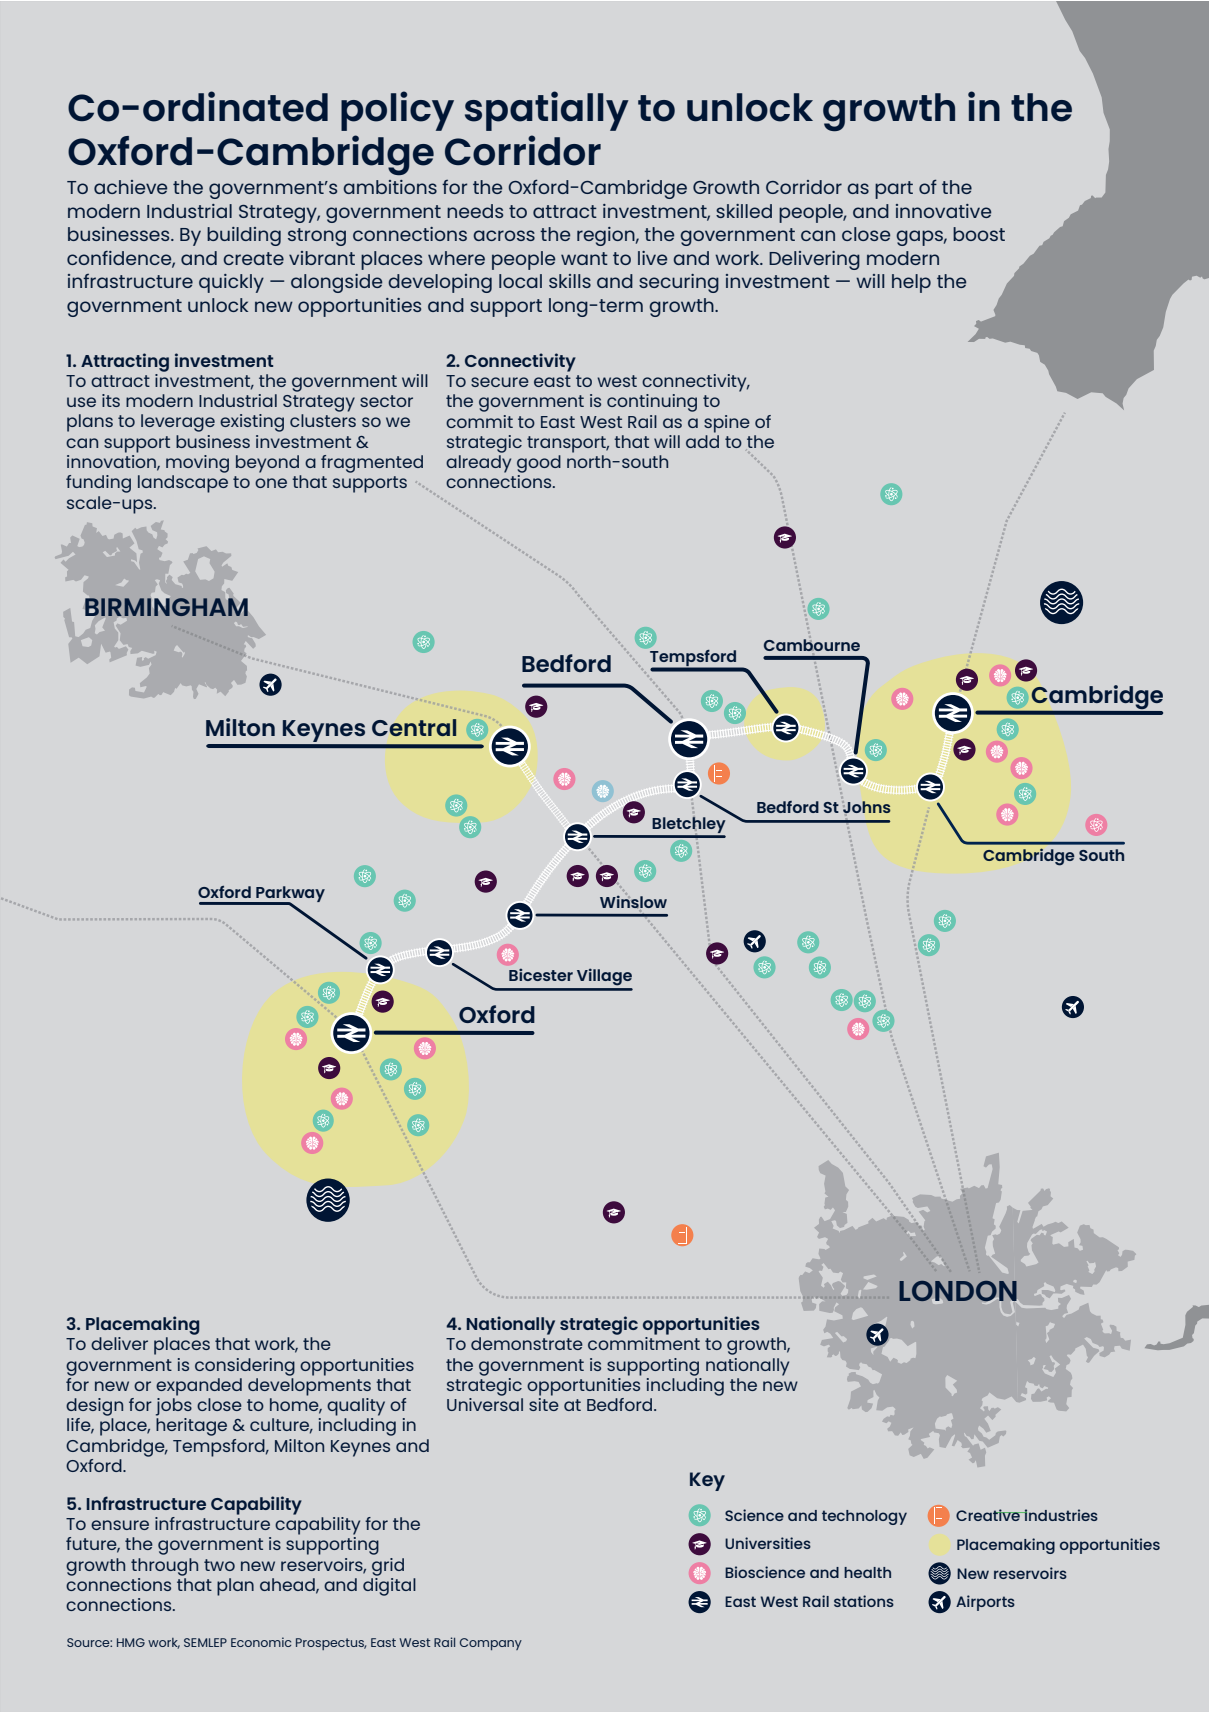 Co-ordinated policy spatially to unlock growth in the
Oxford-Cambridge Corridor
To achieve the government's ambitions for the Oxford-Cambridge Growth Corridor as part of the
modern Industrial Strategy, government needs to attract investment, skilled people, and innovative
businesses. By building strong connections across the region, the government can close gaps, boost
confidence, and create vibrant places where people want to live and work. Delivering modern
infrastructure quickly — alongside developing local skills and securing investment — will help the
government unlock new opportunities and support long-term growth.
1. Attracting investment
To attract investment, the government will
use its modern Industrial Strategy sector
plans to leverage existing clusters so we
can support business investment &
innovation, moving beyond a fragmented
funding landscape to one that supports
scale-ups.
2. Connectivity
To secure east to west connectivity,
the government is continuing to
commit to East West Rail as a spine of
strategic transport, that will add to the
already good north-south
connections.
BIRMINGHAM
Cambourne
Tempsford
Bedford
Cambridge
Milton Keynes Central
Bedford St Johns
Bletchley
Cambridge South
Oxford Parkway
Winslow
Bicester Village
Oxford
LONDON
3. Placemaking
To deliver places that work, the
government is considering opportunities
for new or expanded developments that
design for jobs close to home, quality of
life, place, heritage & culture, including in
Cambridge, Tempsford, Milton Keynes and
Oxford.
4. Nationally strategic opportunities
To demonstrate commitment to growth,
the government is supporting nationally
strategic opportunities including the new
Universal site at Bedford.
5. Infrastructure Capability
To ensure infrastructure capability for the
future, the government is supporting
growth through two new reservoirs, grid
connections that plan ahead, and digital
connections.
Key
Science and technology
Universities
Bioscience and health
East West Rail stations
Creative Industries
Placemaking opportunities
New reservoirs
Airports
Source: HMG work, SEMLEP Economic Prospectus, East West Rail Company